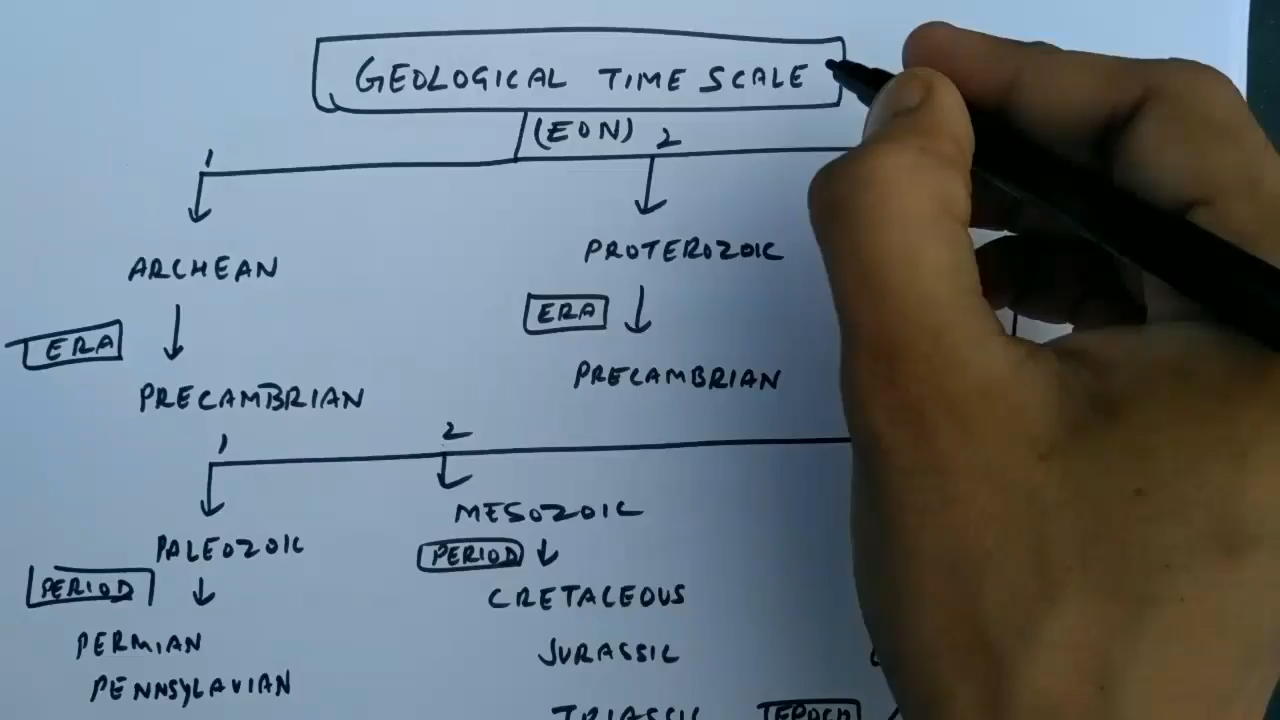 GEOLOGICAL TIME SCALE
(EON)
1 2
ARCHEAN PROTEROZOIC
ERA ERA
PRECAMBRIAN PRECAMBRIAN
1 2
PALEOZOIC MESOZOIC
PERIOD PERIOD
PERMIAN CRETACEOUS
PENNSYLAVIAN JURASSIC
TRIASSIC